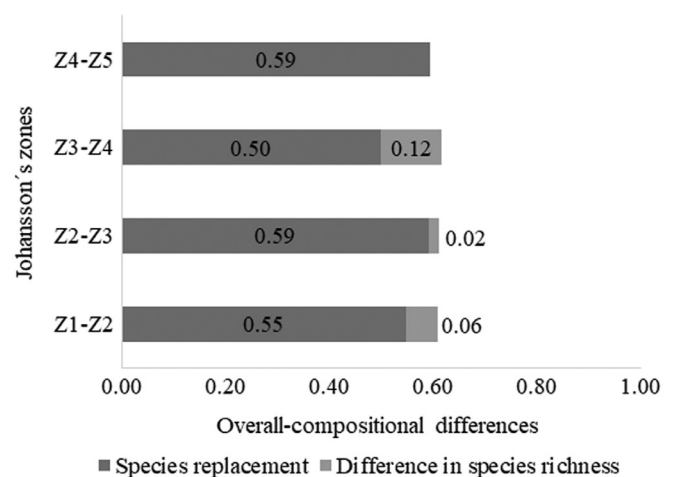 Z4-Z5
0.59
Z3-Z4
0.50 0.12
Z2-Z3
0.59 0.02
Z1-Z2
0.55 0.06
Johansson´s zones
0.00 0.20 0.40 0.60 0.80 1.00
Overall-compositional differences
Species replacement Difference in species richness